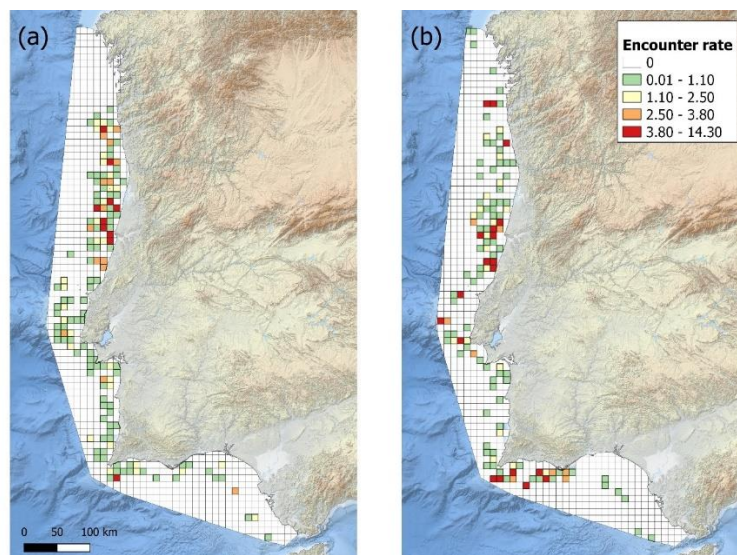 (a)
(b)
Encounter rate
0
0.01 - 1.10
1.10 - 2.50
2.50 - 3.80
3.80 - 14.30
0 50 100 km